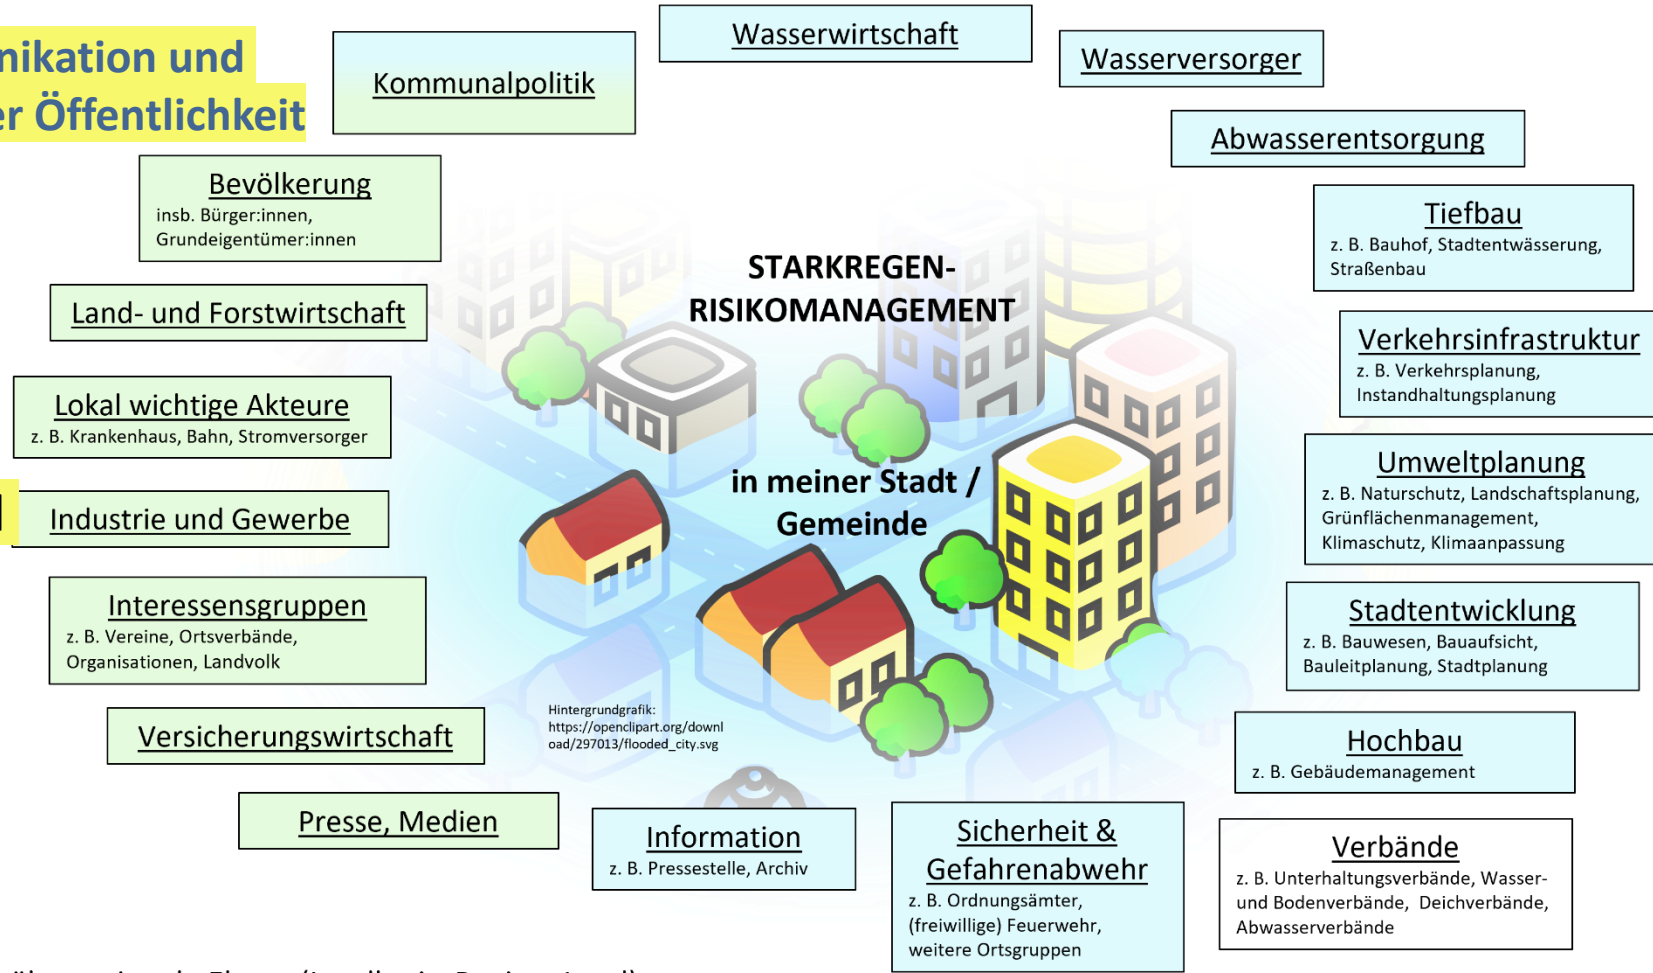 nikation und
er Öffentlichkeit
Kommunalpolitik
Wasserwirtschaft
Wasserversorger
Abwasserentsorgung
Tiefbau
z. B. Bauhof, Stadtentwässerung,
Straßenbau
Verkehrsinfrastruktur
z. B. Verkehrsplanung,
Instandhaltungsplanung
Umweltplanung
z. B. Naturschutz, Landschaftsplanung,
Grünflächenmanagement,
Klimaschutz, Klimaanpassung
Stadtentwicklung
z. B. Bauwesen, Bauaufsicht,
Bauleitplanung, Stadtplanung
Hochbau
z. B. Gebäudemanagement
Verbände
z. B. Unterhaltungsverbände, Wasser-
und Bodenverbände, Deichverbände,
Abwasserverbände
Sicherheit &
Gefahrenabwehr
z. B. Ordnungsämter,
(freiwillige) Feuerwehr,
weitere Ortsgruppen
Information
z. B. Pressestelle, Archiv
Presse, Medien
Versicherungswirtschaft
Interessensgruppen
z. B. Vereine, Ortsverbände,
Organisationen, Landvolk
Industrie und Gewerbe
Lokal wichtige Akteure
z. B. Krankenhaus, Bahn, Stromversorger
Land- und Forstwirtschaft
Bevölkerung
insb. Bürger:innen,
Grundeigentümer:innen
STARKREGEN-
RISIKOMANAGEMENT
in meiner Stadt /
Gemeinde
Hintergrundgrafik:
https://openclipart.org/downl
oad/297013/flooded_city.svg